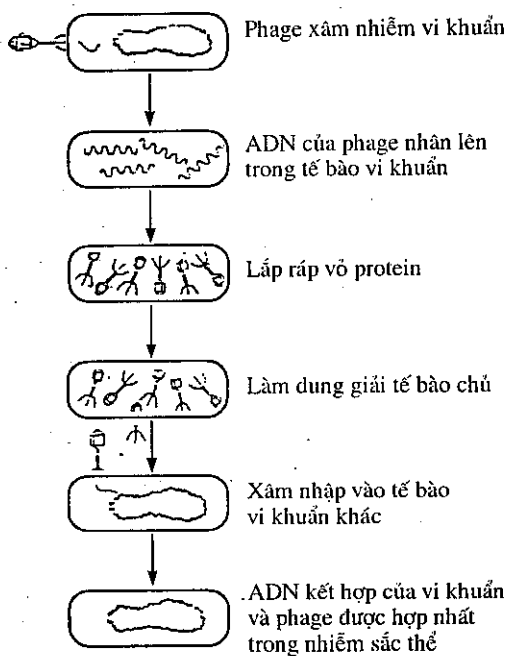 Phage xâm nhiễm vi khuẩn
ADN của phage nhân lên
trong tế bào vi khuẩn
Lắp ráp vỏ protein
Làm dung giải tế bào chủ
Xâm nhập vào tế bào
vi khuẩn khác
ADN kết hợp của vi khuẩn
và phage được hợp nhất
trong nhiễm sắc thể